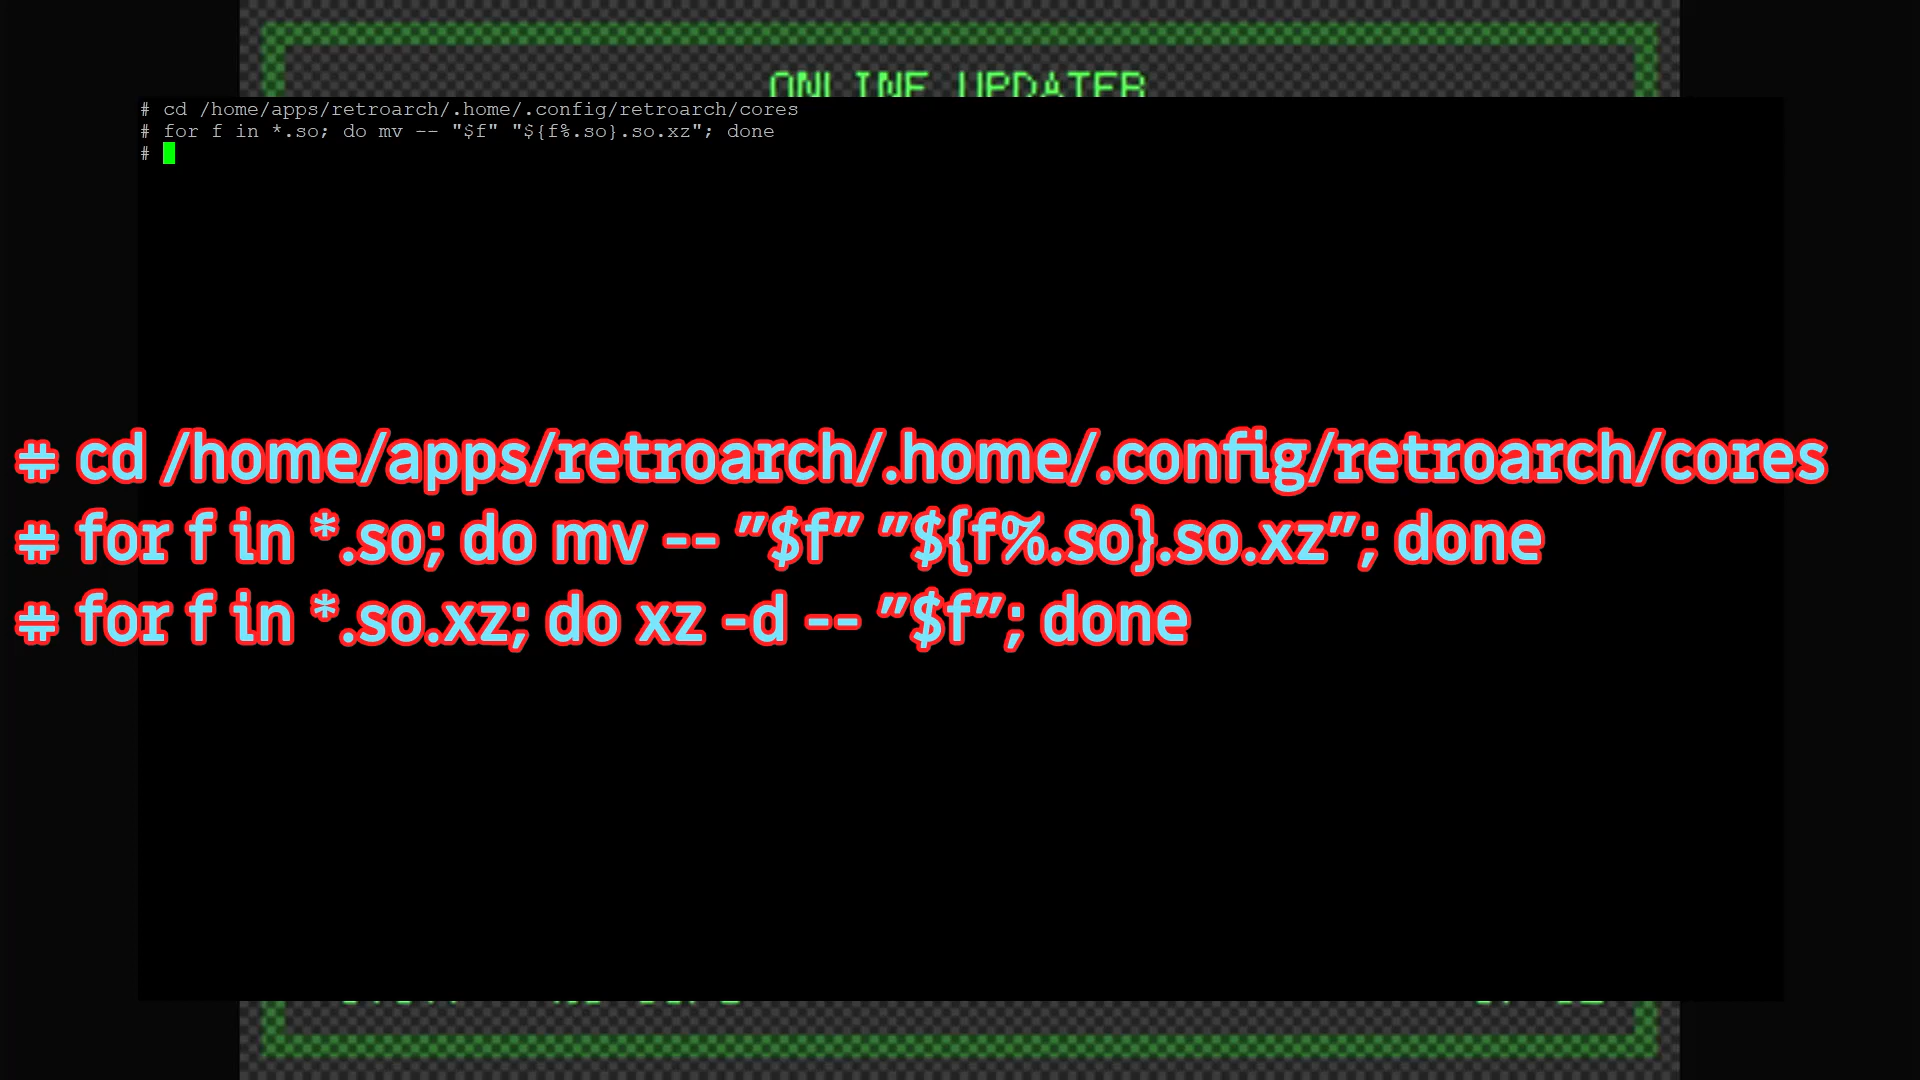 ONLINE UPDATER
# cd /home/apps/retroarch/.home/.config/retroarch/cores
# for f in *.so; do mv -- "$f" "${f%.so}.so.xz"; done
#
# cd /home/apps/retroarch/.home/.config/retroarch/cores
# for f in *.so; do mv -- "$f" "${f%.so}.so.xz"; done
# for f in *.so.xz; do xz -d -- "$f"; done